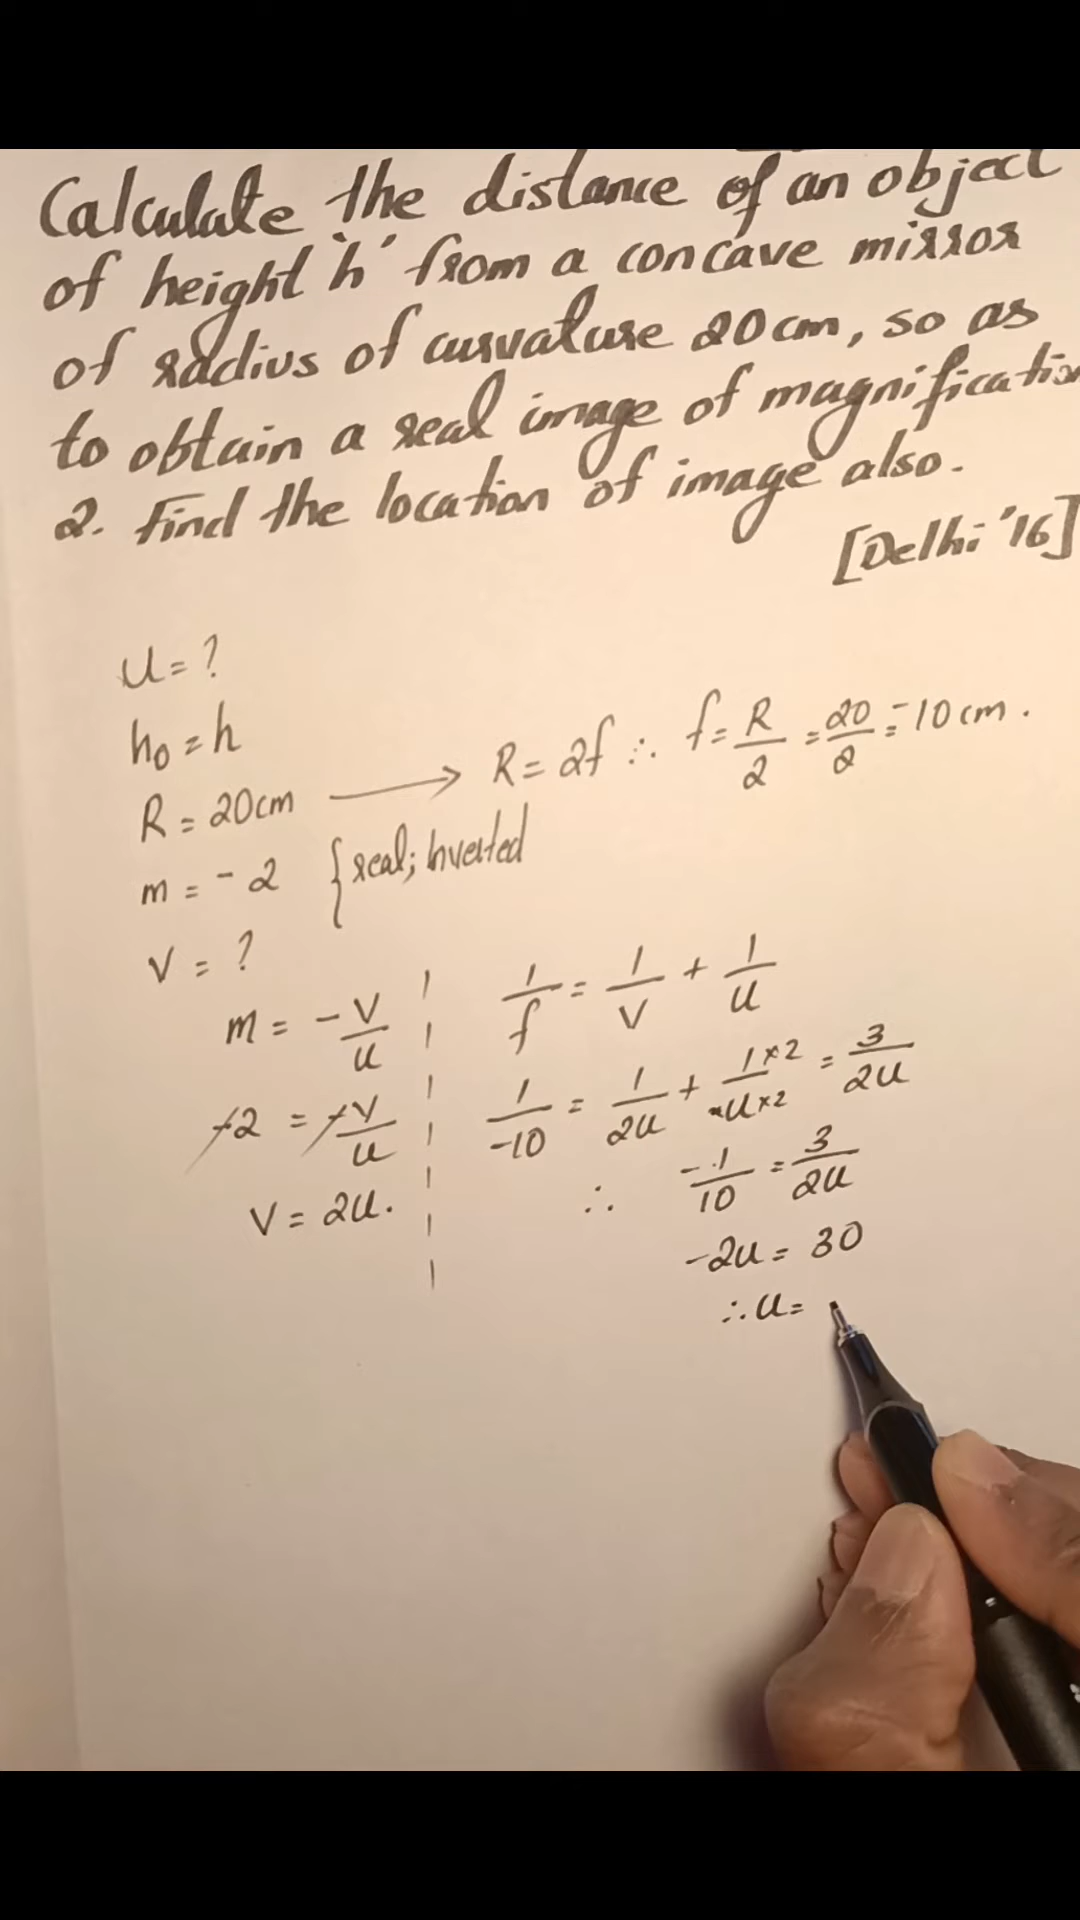 Calculate the distance of an object
of height 'h' from a concave mirror
of radius of curvature 20cm, so as
to obtain a real image of magnification
2. Find the location of image also.
[Delhi '16]
u = ?
h₀ = h
R = 20cm ⟶ R = 2f ∴ f = R/2 = 20/2 = -10 cm.
m = - 2 { real; Inverted
v = ?
m = - v/u
-2 = -v/u
v = 2u.
1/f = 1/v + 1/u
1/-10 = 1/2u + 1×2/u×2 = 3/2u
∴ -1/10 = 3/2u
-2u = 30
∴ u =